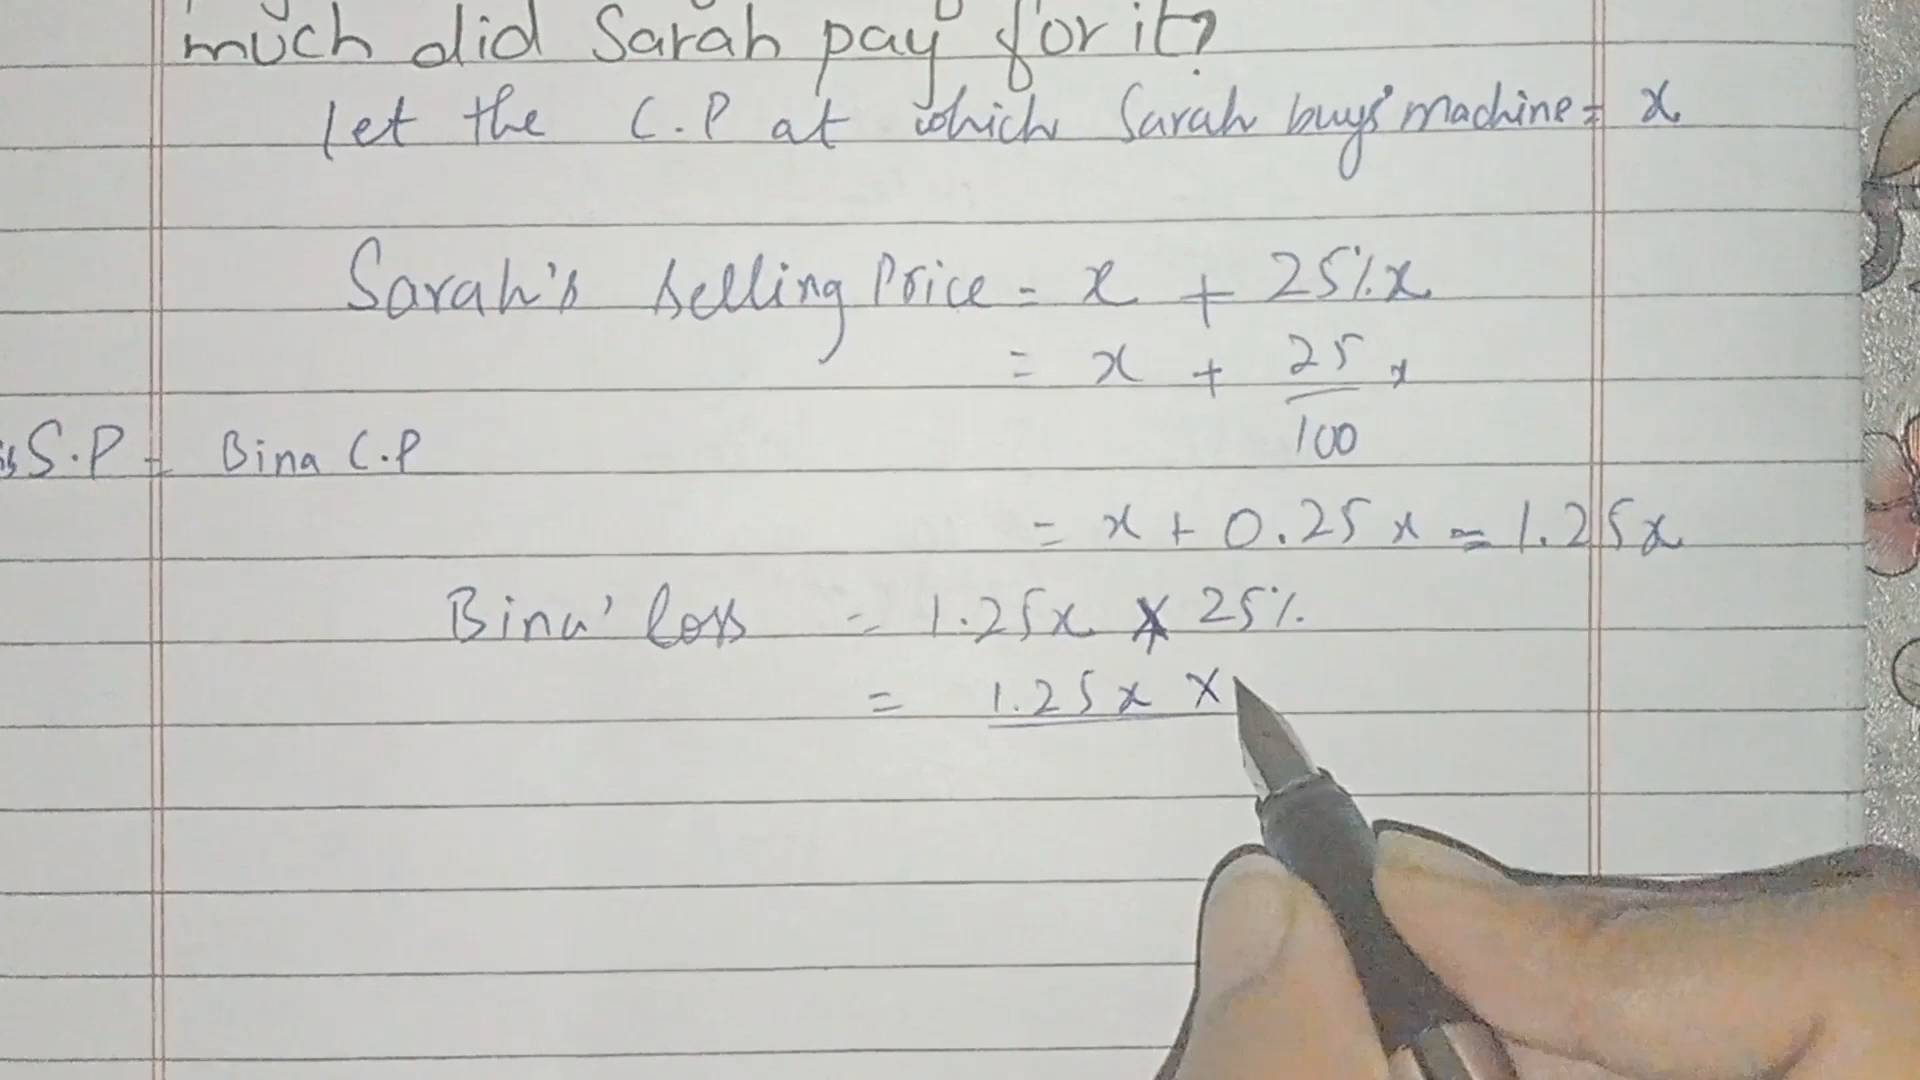 much did Sarah pay for it?
let the C.P at which Sarah buys machine = x
Sarah's Selling Price = x + 25%x
= x + 25/100 x
S.P = Bina C.P
= x + 0.25x = 1.25x
Bina' loss = 1.25x × 25%
= 1.25x ×